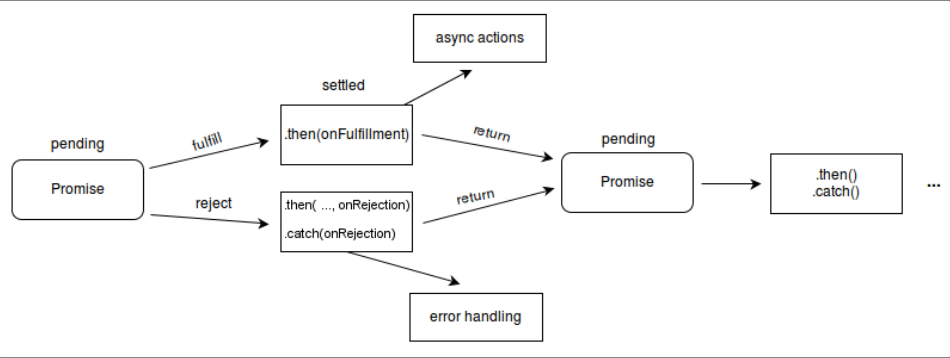 async actions
settled
pending
fulfill
.then(onFulfillment)
return
pending
Promise
reject
.then( ..., onRejection)
.catch(onRejection)
return
Promise
.then()
.catch()
...
error handling